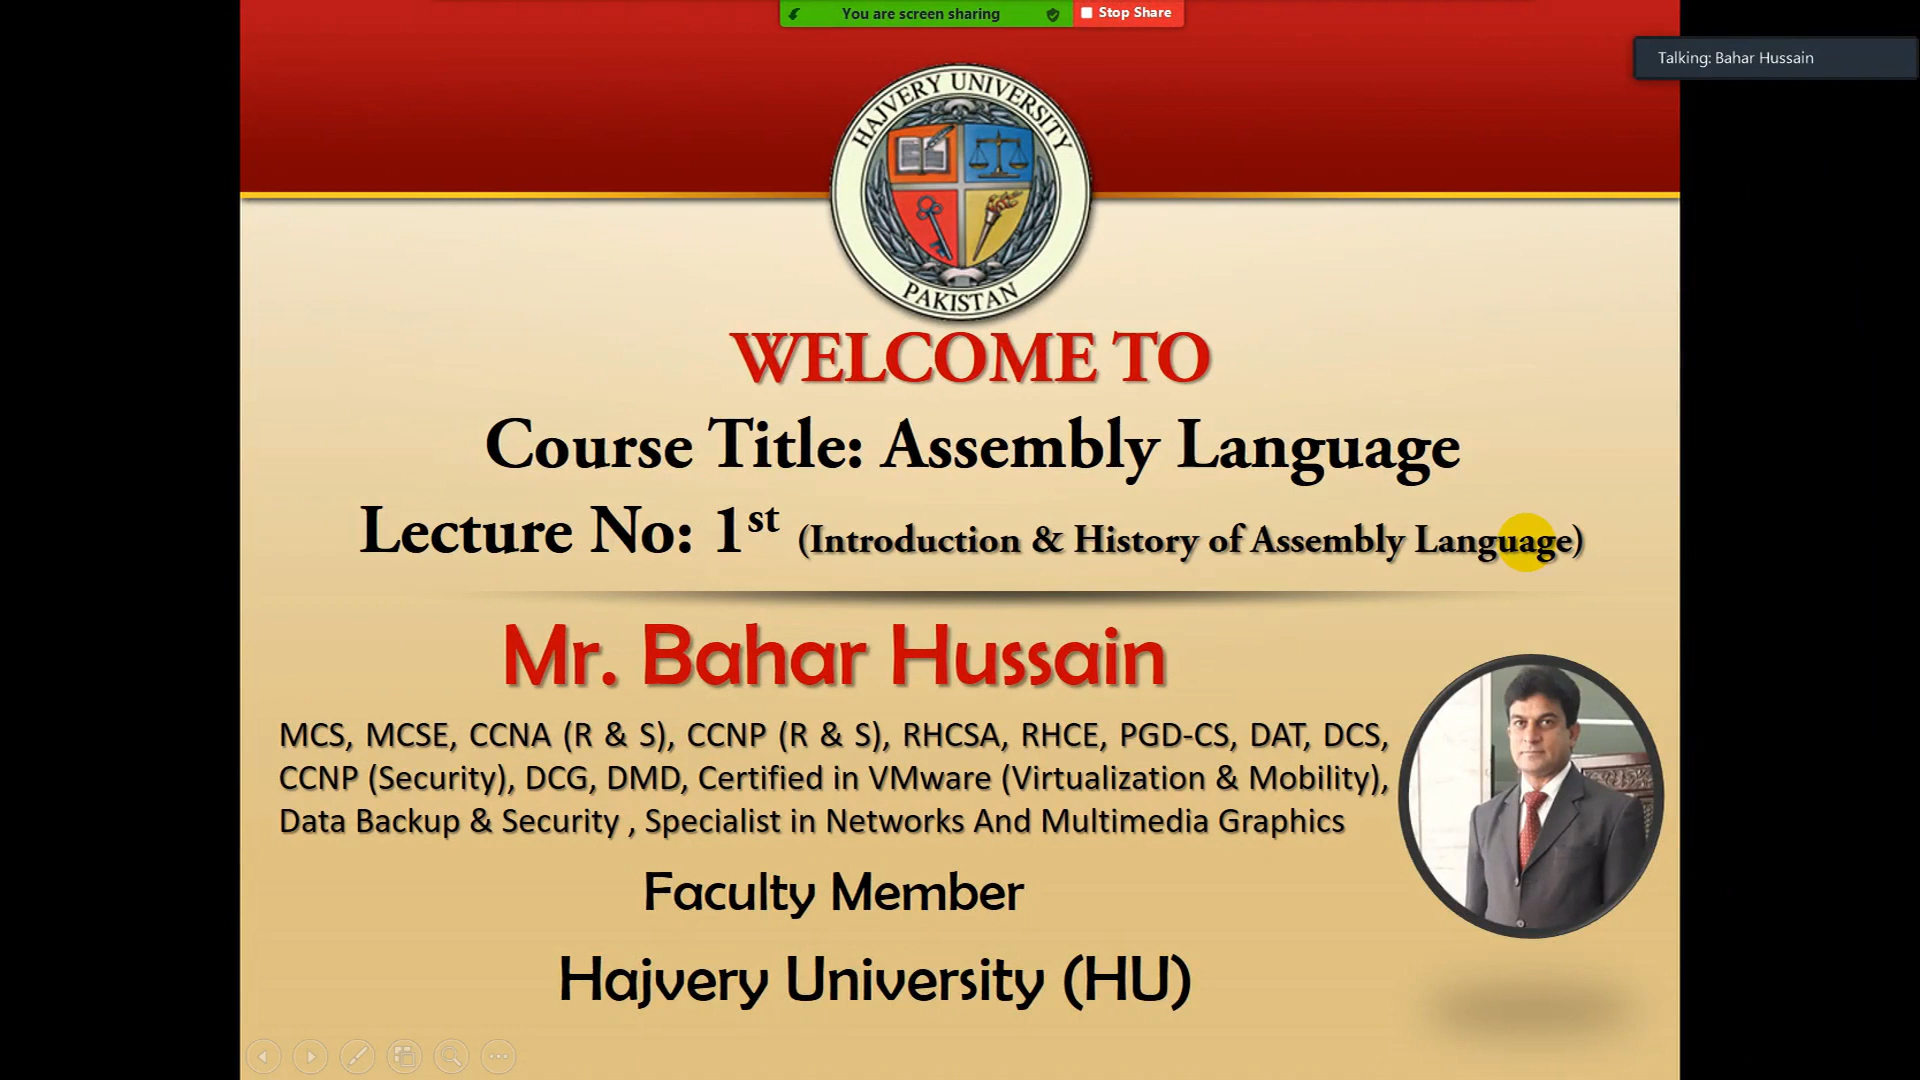 You are screen sharing
Stop Share
Talking: Bahar Hussain
HAJVERY UNIVERSITY
PAKISTAN
WELCOME TO
Course Title: Assembly Language
Lecture No: 1st (Introduction & History of Assembly Language)
Mr. Bahar Hussain
MCS, MCSE, CCNA (R & S), CCNP (R & S), RHCSA, RHCE, PGD-CS, DAT, DCS,
CCNP (Security), DCG, DMD, Certified in VMware (Virtualization & Mobility),
Data Backup & Security , Specialist in Networks And Multimedia Graphics
Faculty Member
Hajvery University (HU)